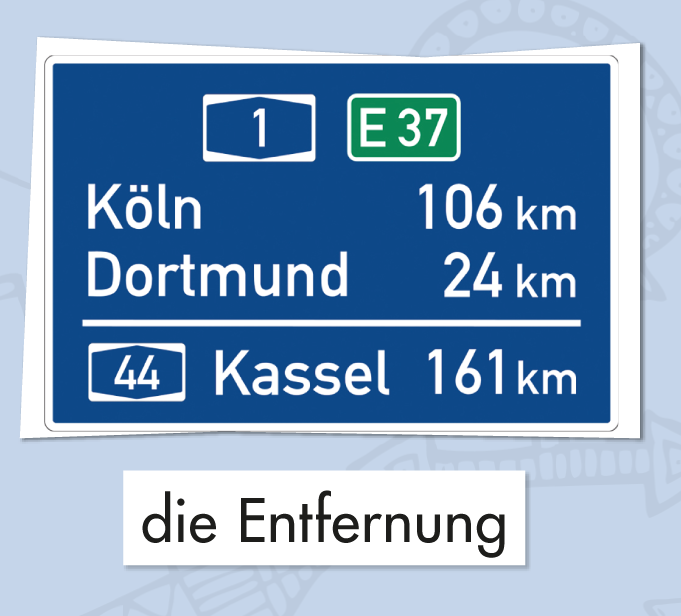 1 E 37
Köln 106 km
Dortmund 24 km
44 Kassel 161 km
die Entfernung